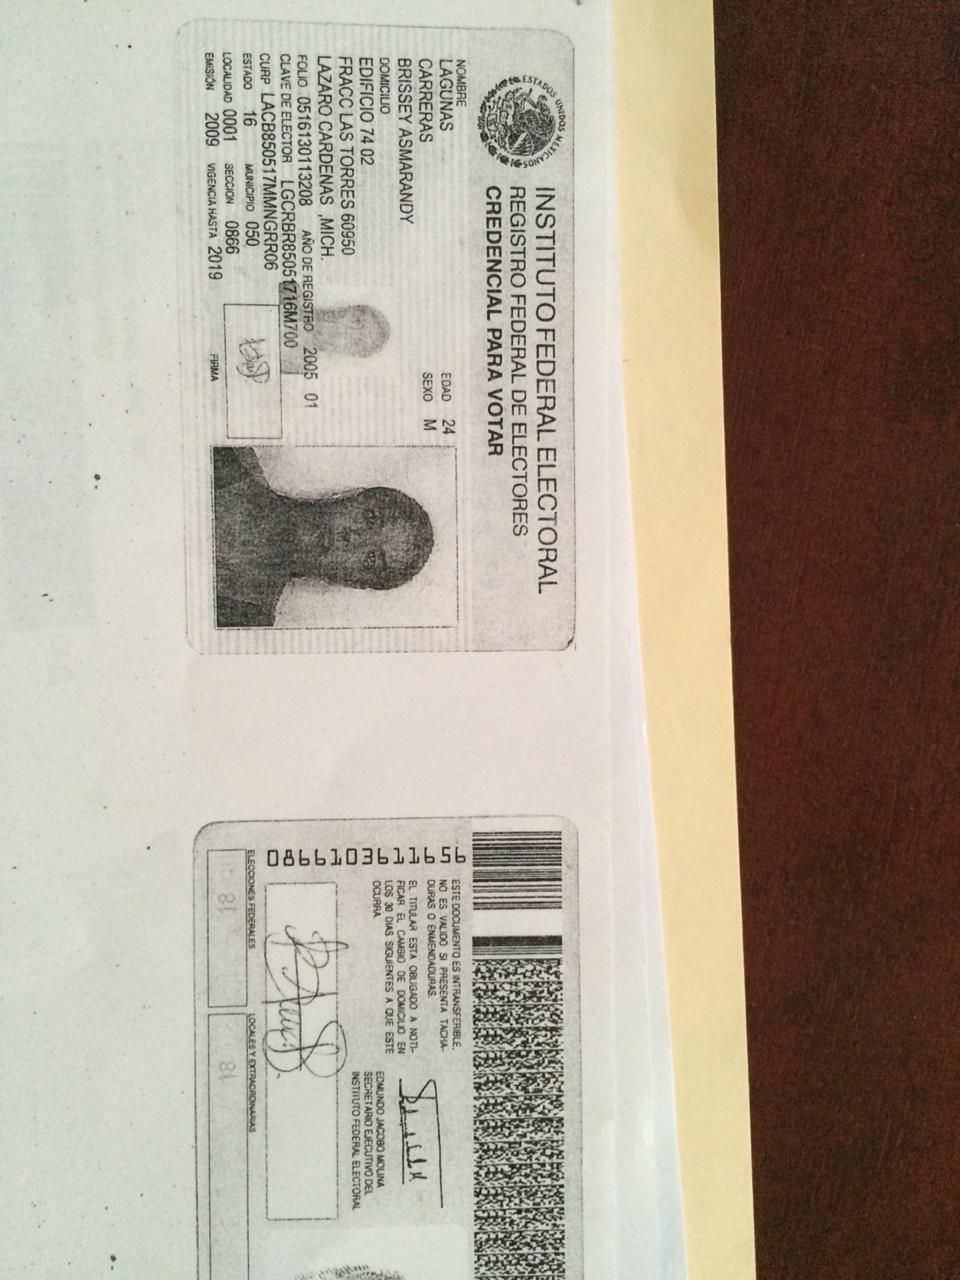 ESTADOS UNIDOS MEXICANOS
INSTITUTO FEDERAL ELECTORAL
REGISTRO FEDERAL DE ELECTORES
CREDENCIAL PARA VOTAR
NOMBRE
LAGUNAS
CARRERAS
BRISSEY ASMARANDY
EDAD 24
SEXO M
DOMICILIO
EDIFICIO 74 02
FRACC LAS TORRES 60950
LAZARO CARDENAS ,MICH.
FOLIO 0516130113208 AÑO DE REGISTRO 2005 01
CLAVE DE ELECTOR LGCRBR85051716M700
CURP LACB850517MMNGRR06
ESTADO 16 MUNICIPIO 050
LOCALIDAD 0001 SECCION 0866
EMISIÓN 2009 VIGENCIA HASTA 2019
FIRMA
0866103611656
ESTE DOCUMENTO ES INTRANSFERIBLE,
NO ES VALIDO SI PRESENTA TACHA-
DURAS O ENMENDADURAS.
EL TITULAR ESTA OBLIGADO A NOTI-
FICAR EL CAMBIO DE DOMICILIO EN
LOS 30 DIAS SIGUIENTES A QUE ESTE
OCURRA.
EDMUNDO JACOBO MOLINA
SECRETARIO EJECUTIVO DEL
INSTITUTO FEDERAL ELECTORAL
ELECCIONES FEDERALES
LOCALES Y EXTRAORDINARIAS